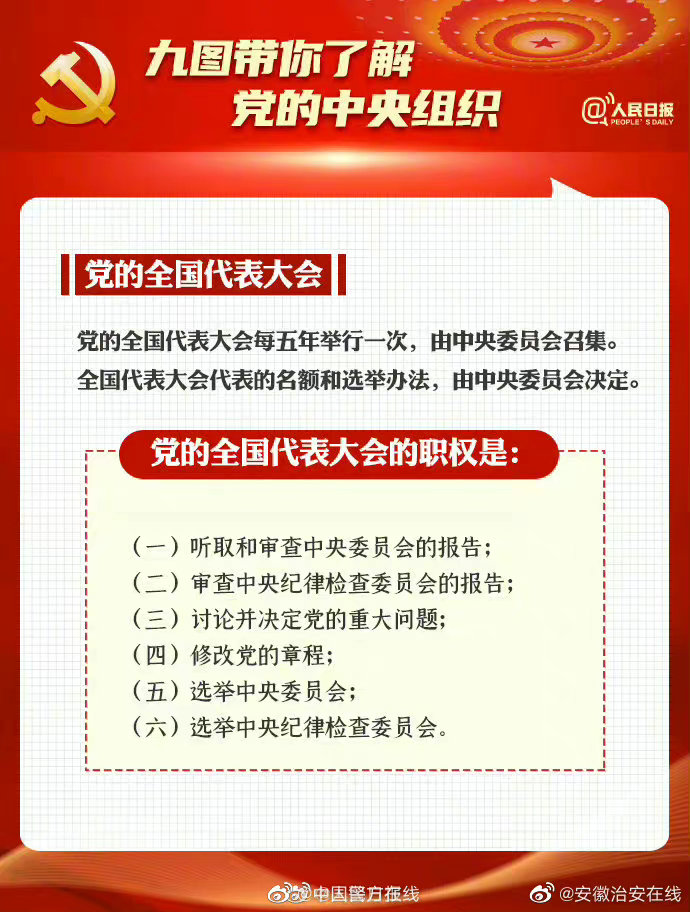 九图带你了解
党的中央组织
@人民日报
PEOPLE'S DAILY
党的全国代表大会
党的全国代表大会每五年举行一次，由中央委员会召集。
全国代表大会代表的名额和选举办法，由中央委员会决定。
党的全国代表大会的职权是：
（一）听取和审查中央委员会的报告；
（二）审查中央纪律检查委员会的报告；
（三）讨论并决定党的重大问题；
（四）修改党的章程；
（五）选举中央委员会；
（六）选举中央纪律检查委员会。
@中国警方在线
@安徽治安在线